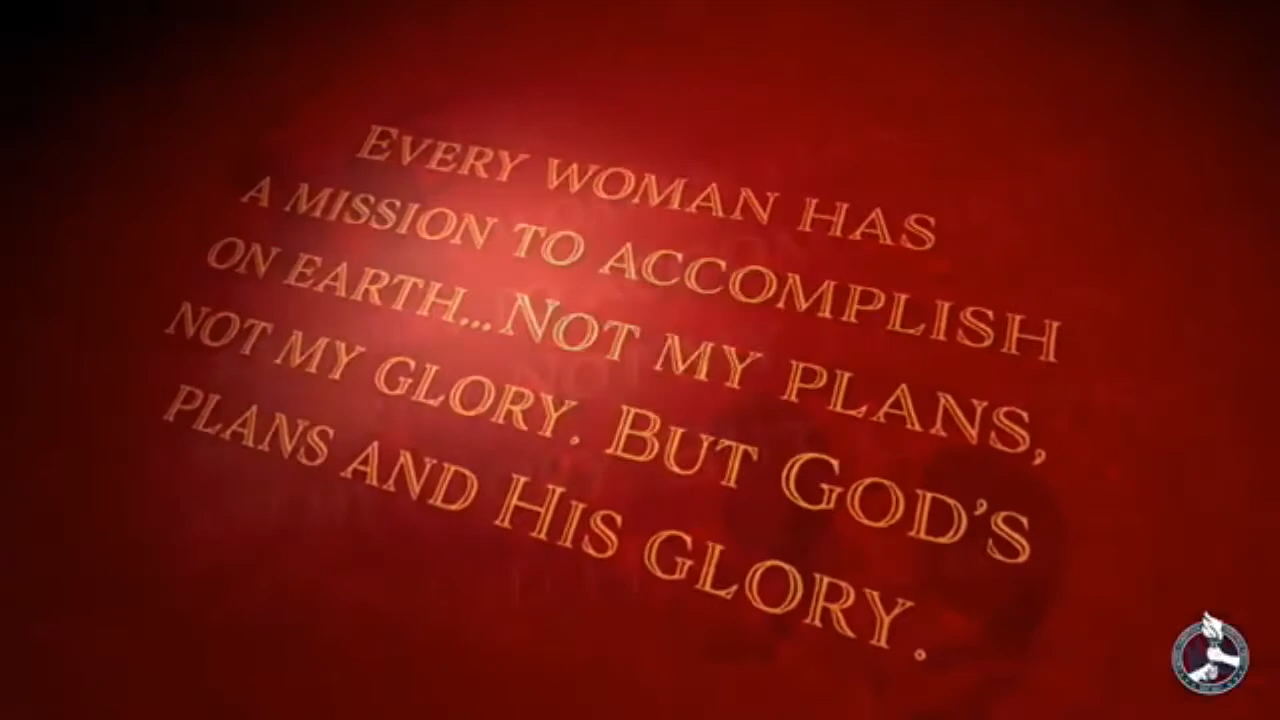 Every woman has
a mission to accomplish
on earth...Not my plans,
not my glory. But God's
plans and His glory.